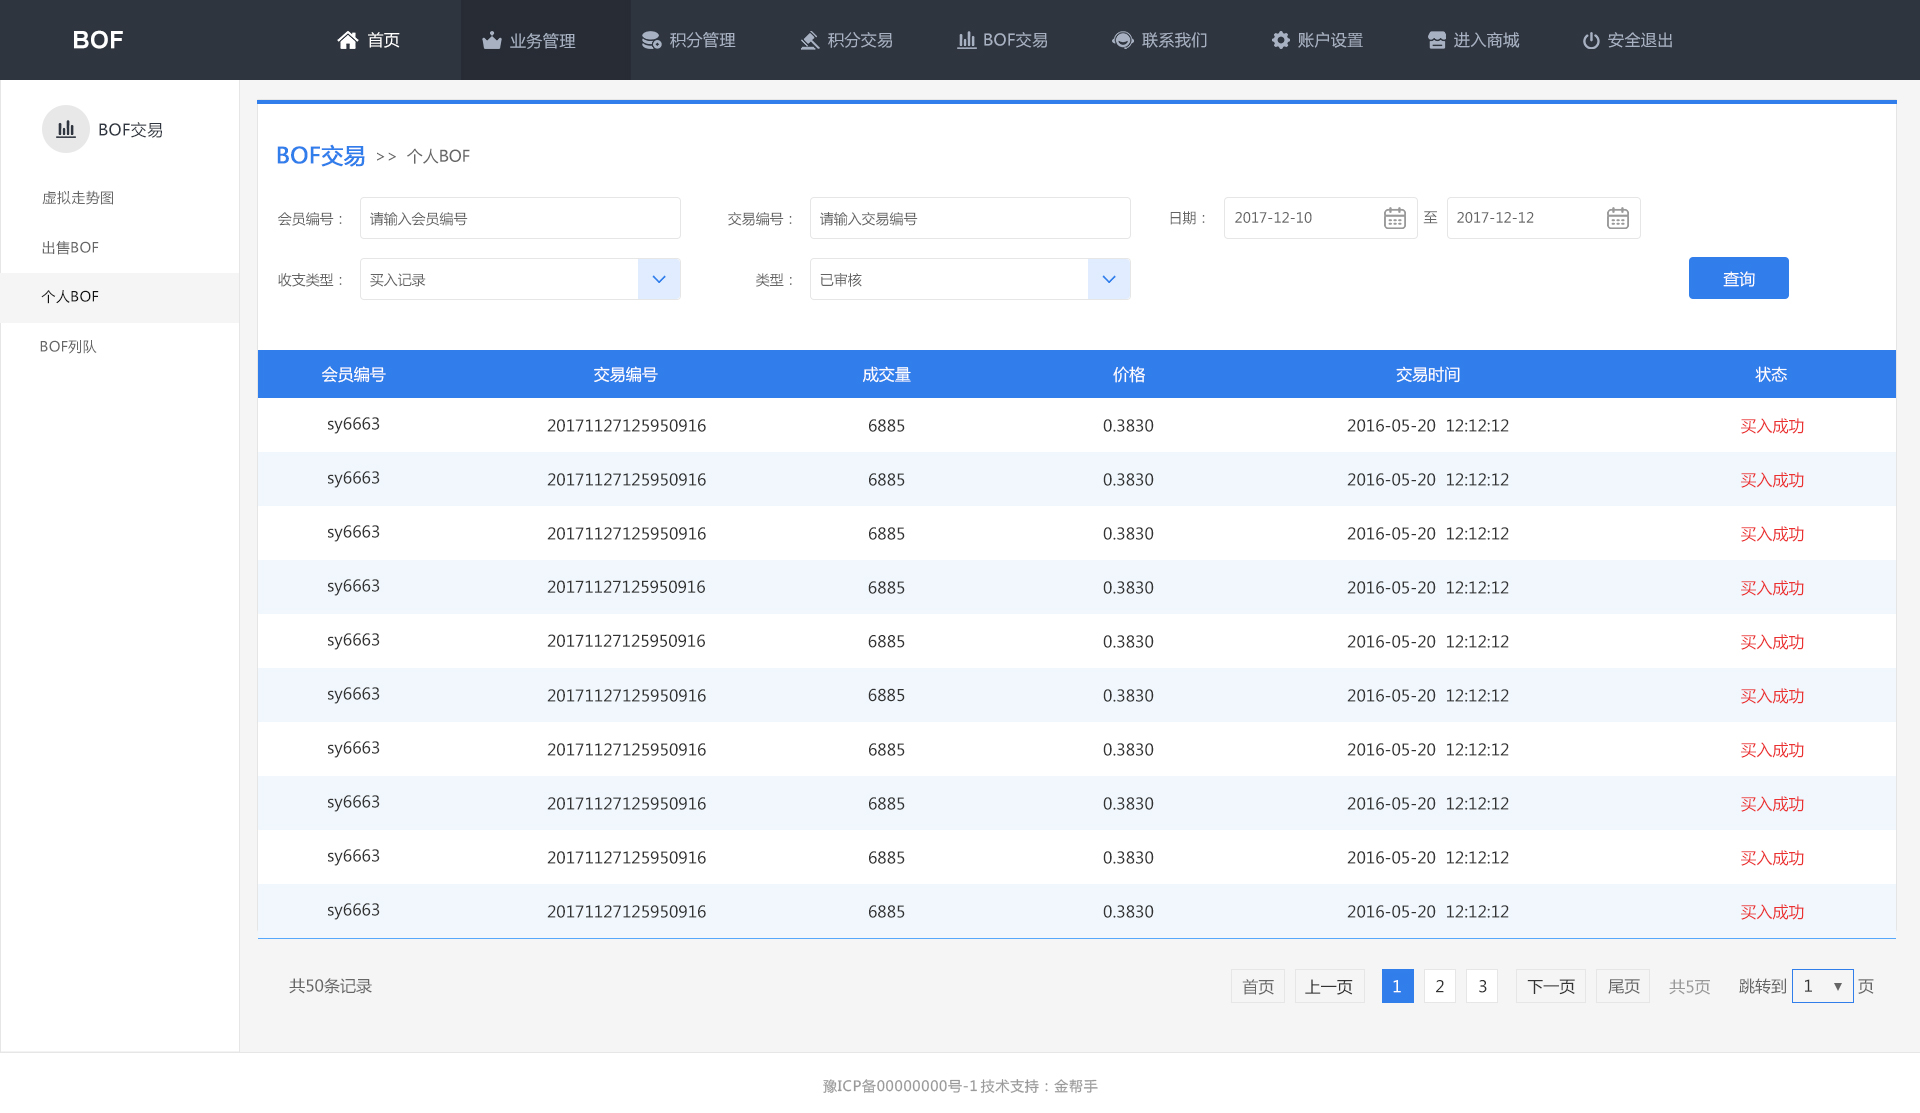 BOF 首页 业务管理 积分管理 积分交易 BOF交易 联系我们 账户设置 进入商城 安全退出
BOF交易
虚拟走势图
出售BOF
个人BOF
BOF列队
BOF交易 >> 个人BOF
会员编号： 请输入会员编号 交易编号： 请输入交易编号 日期： 2017-12-10 至 2017-12-12
收支类型： 买入记录 类型： 已审核 查询
会员编号 交易编号 成交量 价格 交易时间 状态
sy6663 20171127125950916 6885 0.3830 2016-05-20 12:12:12 买入成功
sy6663 20171127125950916 6885 0.3830 2016-05-20 12:12:12 买入成功
sy6663 20171127125950916 6885 0.3830 2016-05-20 12:12:12 买入成功
sy6663 20171127125950916 6885 0.3830 2016-05-20 12:12:12 买入成功
sy6663 20171127125950916 6885 0.3830 2016-05-20 12:12:12 买入成功
sy6663 20171127125950916 6885 0.3830 2016-05-20 12:12:12 买入成功
sy6663 20171127125950916 6885 0.3830 2016-05-20 12:12:12 买入成功
sy6663 20171127125950916 6885 0.3830 2016-05-20 12:12:12 买入成功
sy6663 20171127125950916 6885 0.3830 2016-05-20 12:12:12 买入成功
sy6663 20171127125950916 6885 0.3830 2016-05-20 12:12:12 买入成功
共50条记录 首页 上一页 1 2 3 下一页 尾页 共5页 跳转到 1 ▼ 页
豫ICP备00000000号-1 技术支持：金帮手